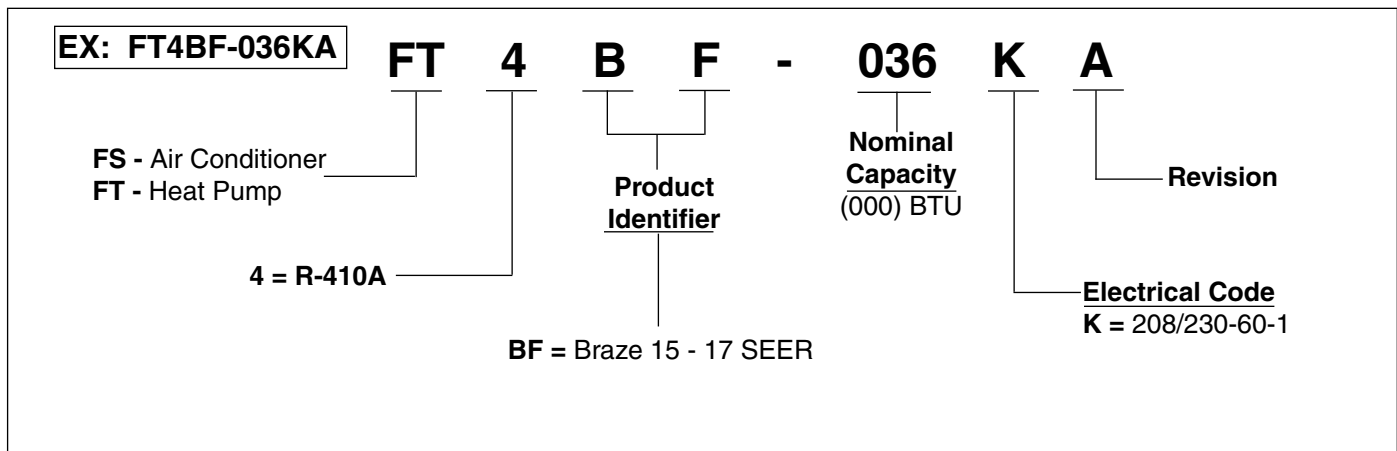 EX: FT4BF-036KA
FT 4 B F - 036 K A
FS - Air Conditioner
FT - Heat Pump
4 = R-410A
Product
Identifier
BF = Braze 15 - 17 SEER
Nominal
Capacity
(000) BTU
Revision
Electrical Code
K = 208/230-60-1